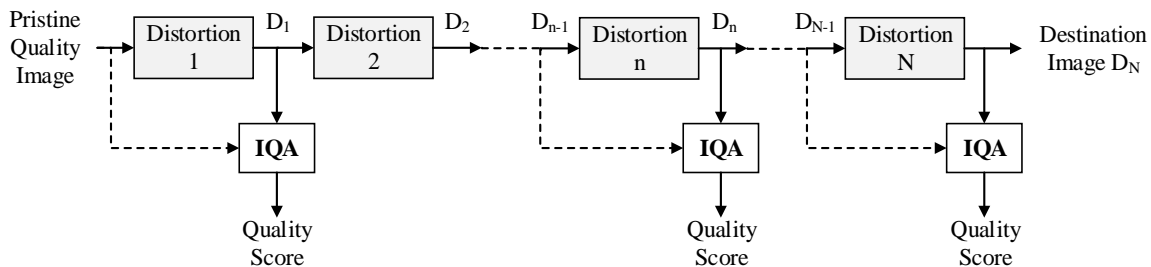 Pristine
Quality
Image
Distortion
1
D1
Distortion
2
D2
Dn-1
Distortion
n
Dn
DN-1
Distortion
N
Destination
Image DN
IQA
IQA
IQA
Quality
Score
Quality
Score
Quality
Score